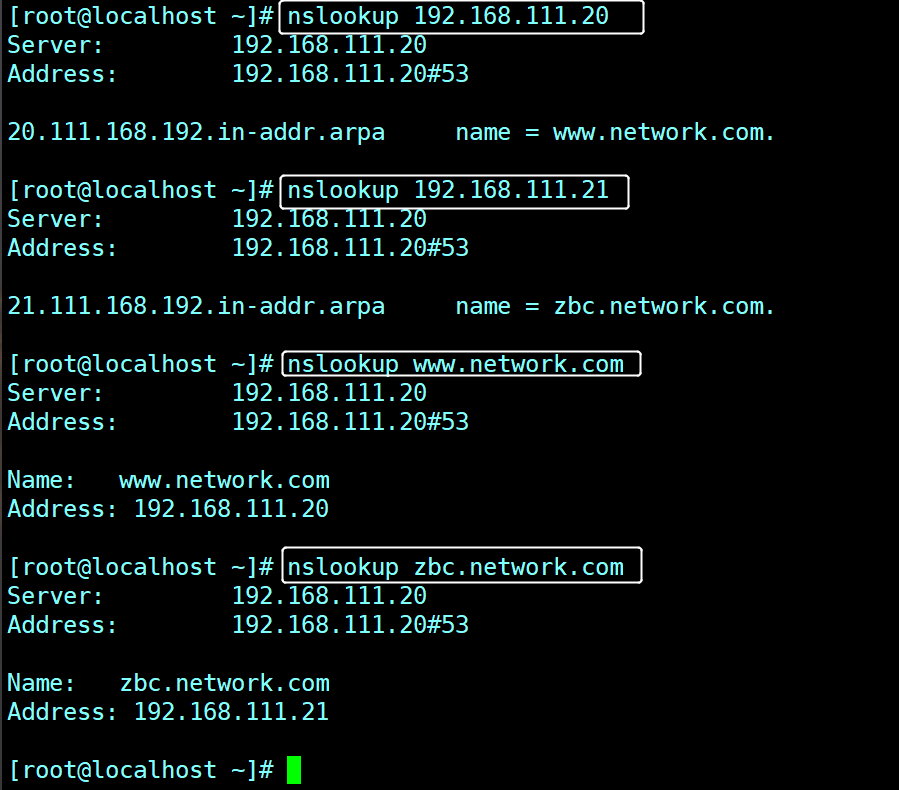 [root@localhost ~]# nslookup 192.168.111.20
Server:         192.168.111.20
Address:        192.168.111.20#53

20.111.168.192.in-addr.arpa     name = www.network.com.

[root@localhost ~]# nslookup 192.168.111.21
Server:         192.168.111.20
Address:        192.168.111.20#53

21.111.168.192.in-addr.arpa     name = zbc.network.com.

[root@localhost ~]# nslookup www.network.com
Server:         192.168.111.20
Address:        192.168.111.20#53

Name:   www.network.com
Address: 192.168.111.20

[root@localhost ~]# nslookup zbc.network.com
Server:         192.168.111.20
Address:        192.168.111.20#53

Name:   zbc.network.com
Address: 192.168.111.21

[root@localhost ~]#